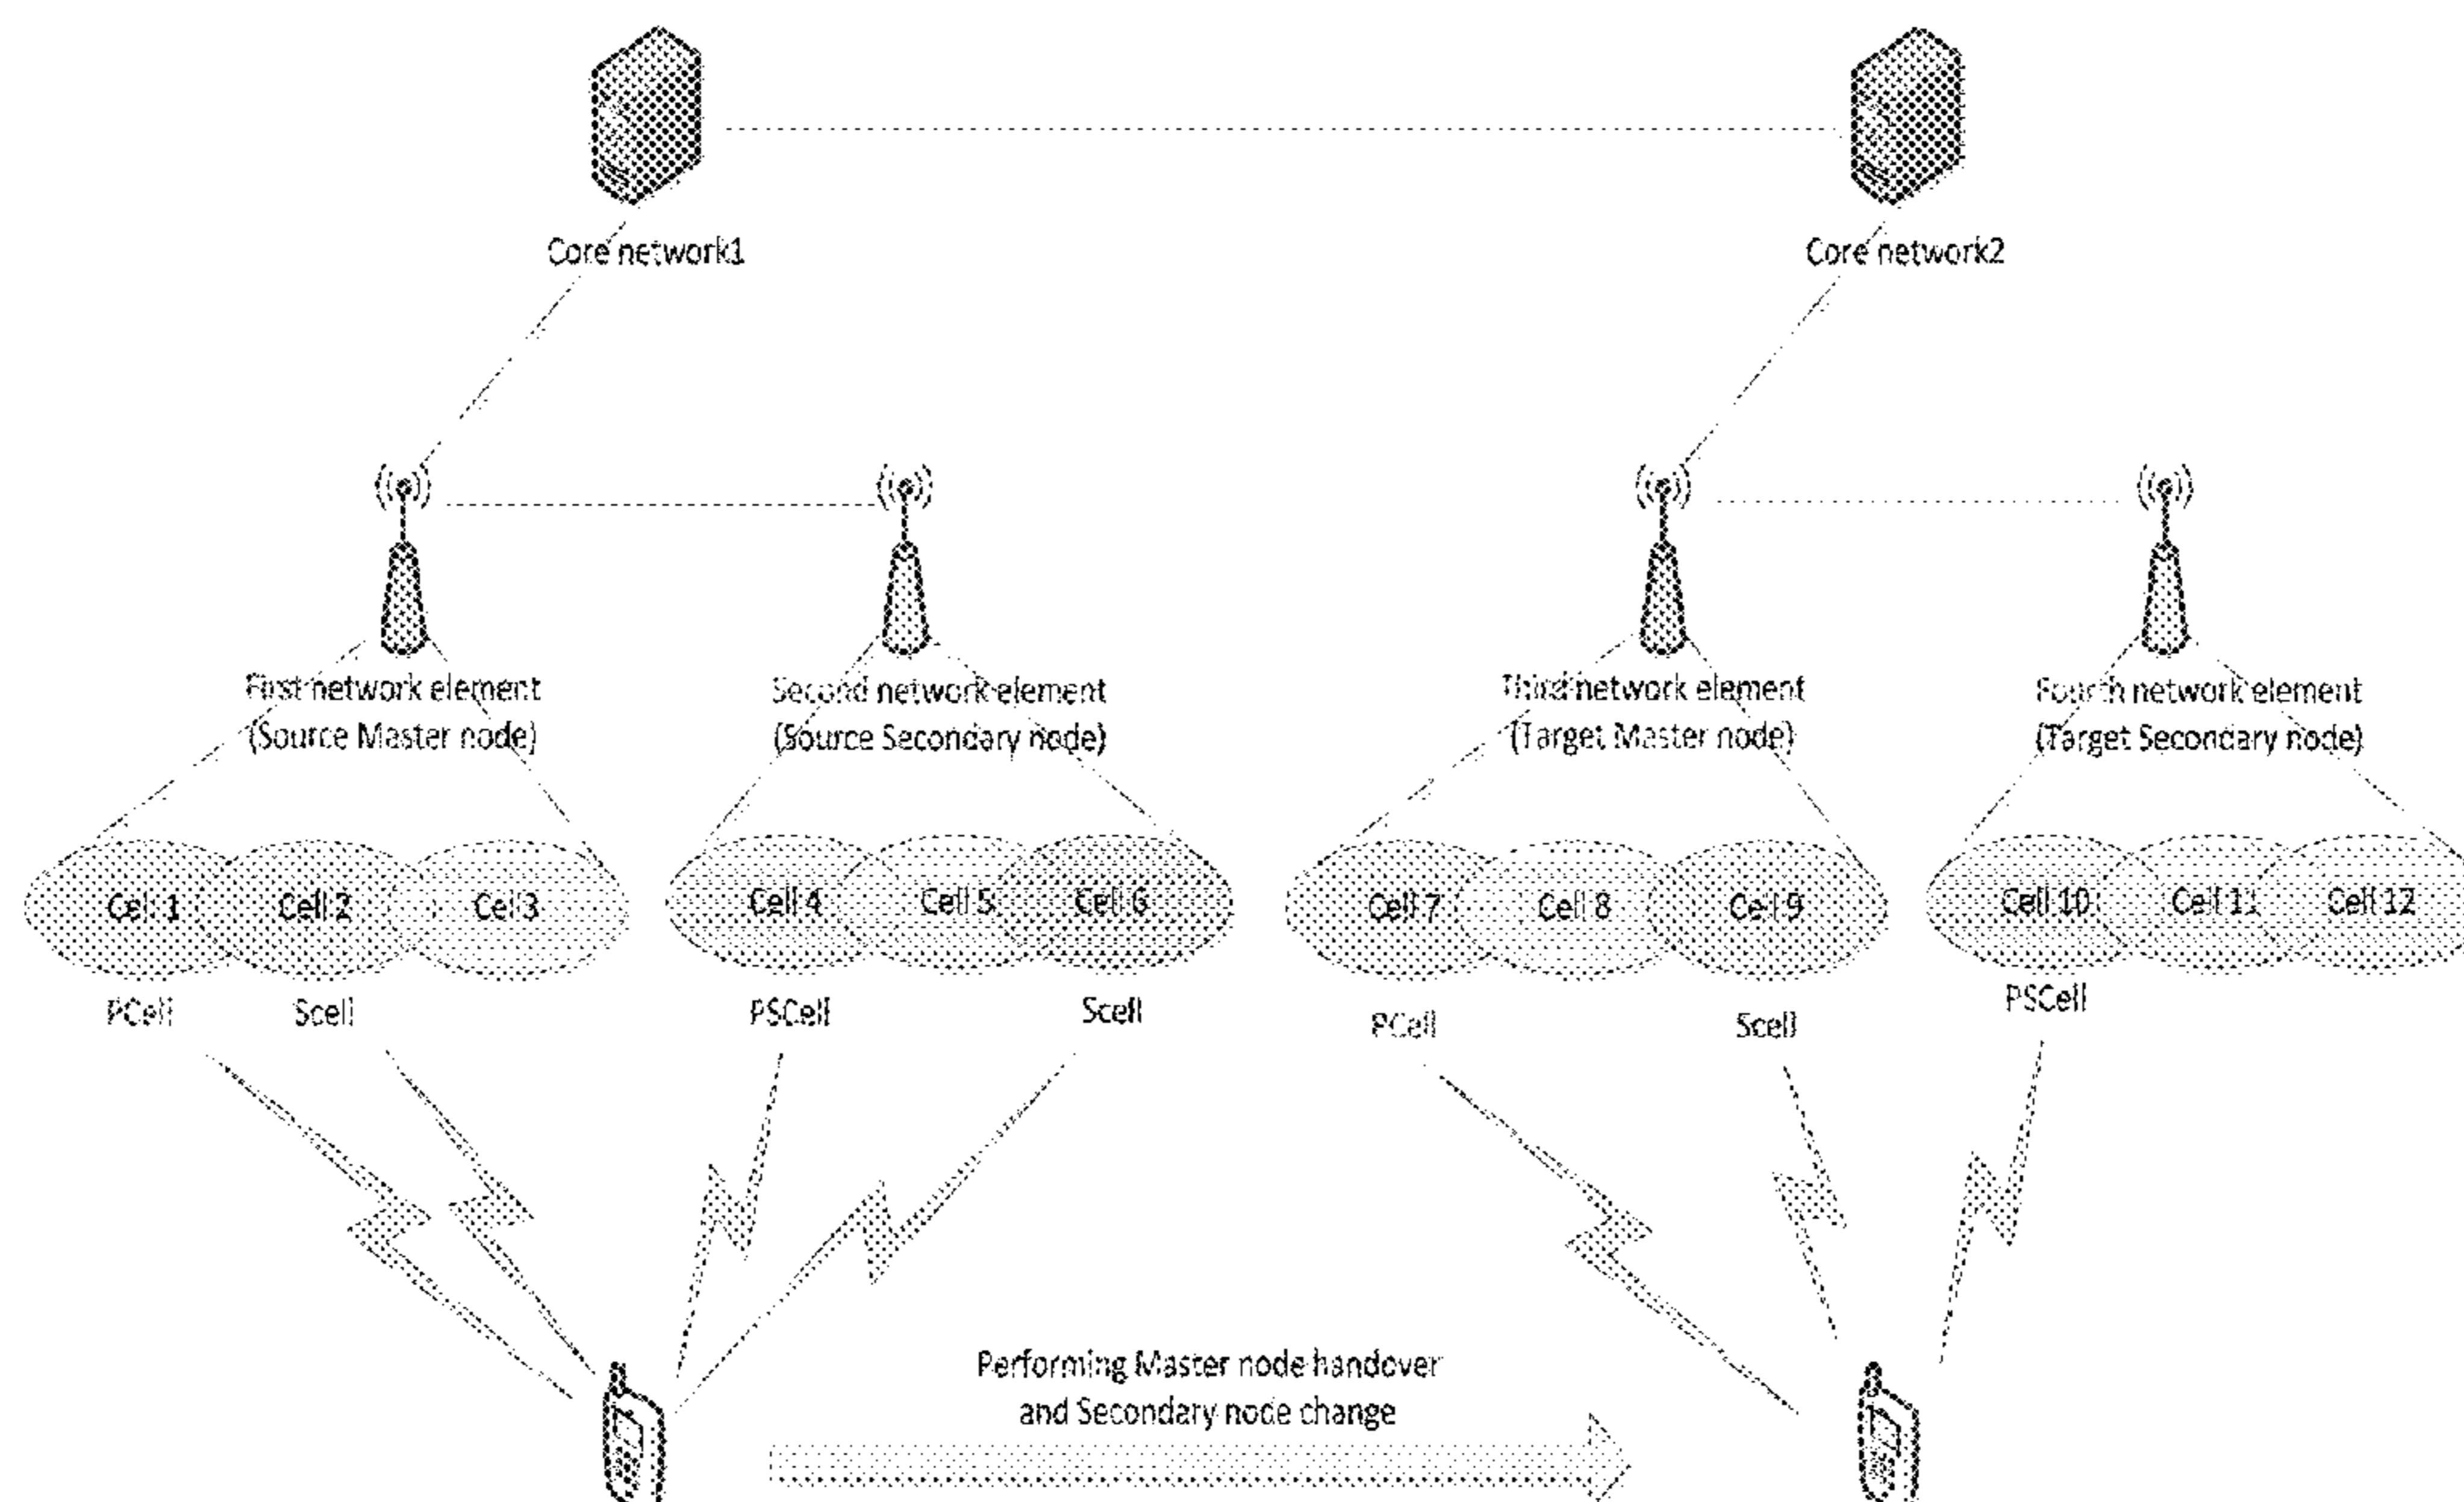 Core network1
Core network2
First network element
(Source Master node)
Second network element
(Source Secondary node)
Third network element
(Target Master node)
Fourth network element
(Target Secondary node)
Cell 1
Cell 2
Cell 3
Cell 4
Cell 5
Cell 6
Cell 7
Cell 8
Cell 9
Cell 10
Cell 11
Cell 12
PCell
Scell
PSCell
Scell
PCell
Scell
PSCell
Performing Master node handover
and Secondary node change